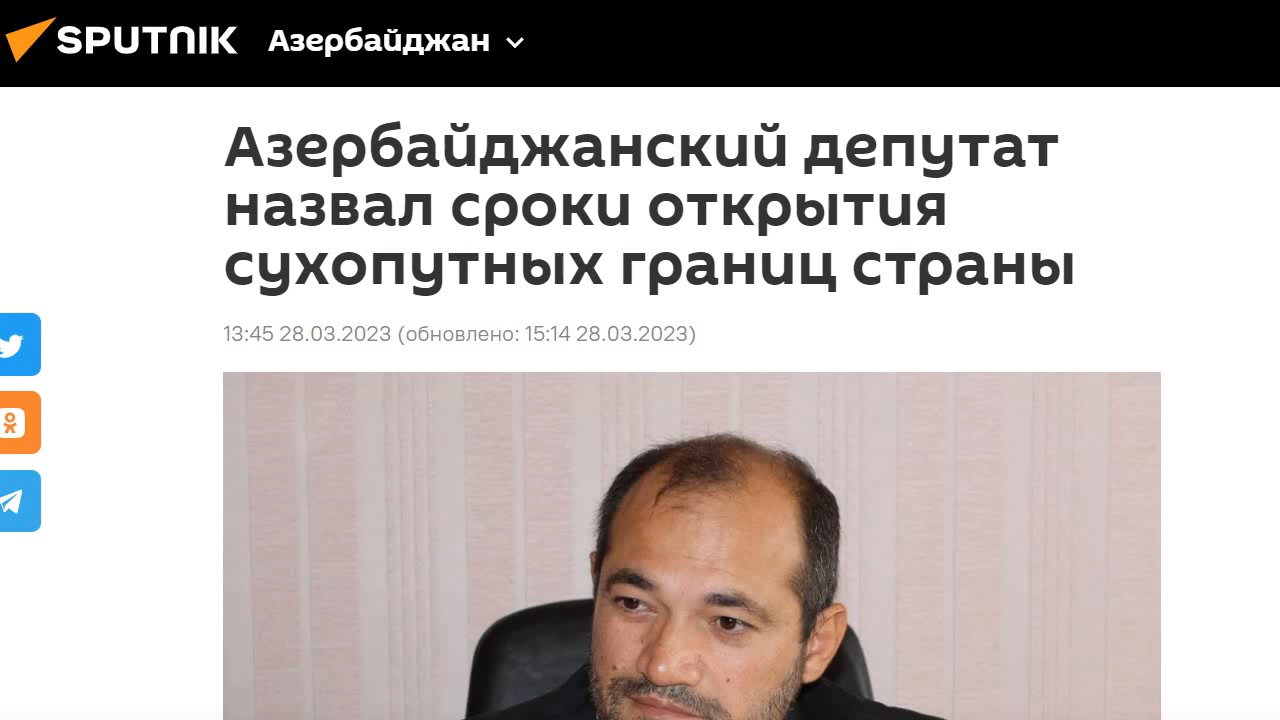 SPUTNIK Азербайджан
Азербайджанский депутат
назвал сроки открытия
сухопутных границ страны
13:45 28.03.2023 (обновлено: 15:14 28.03.2023)